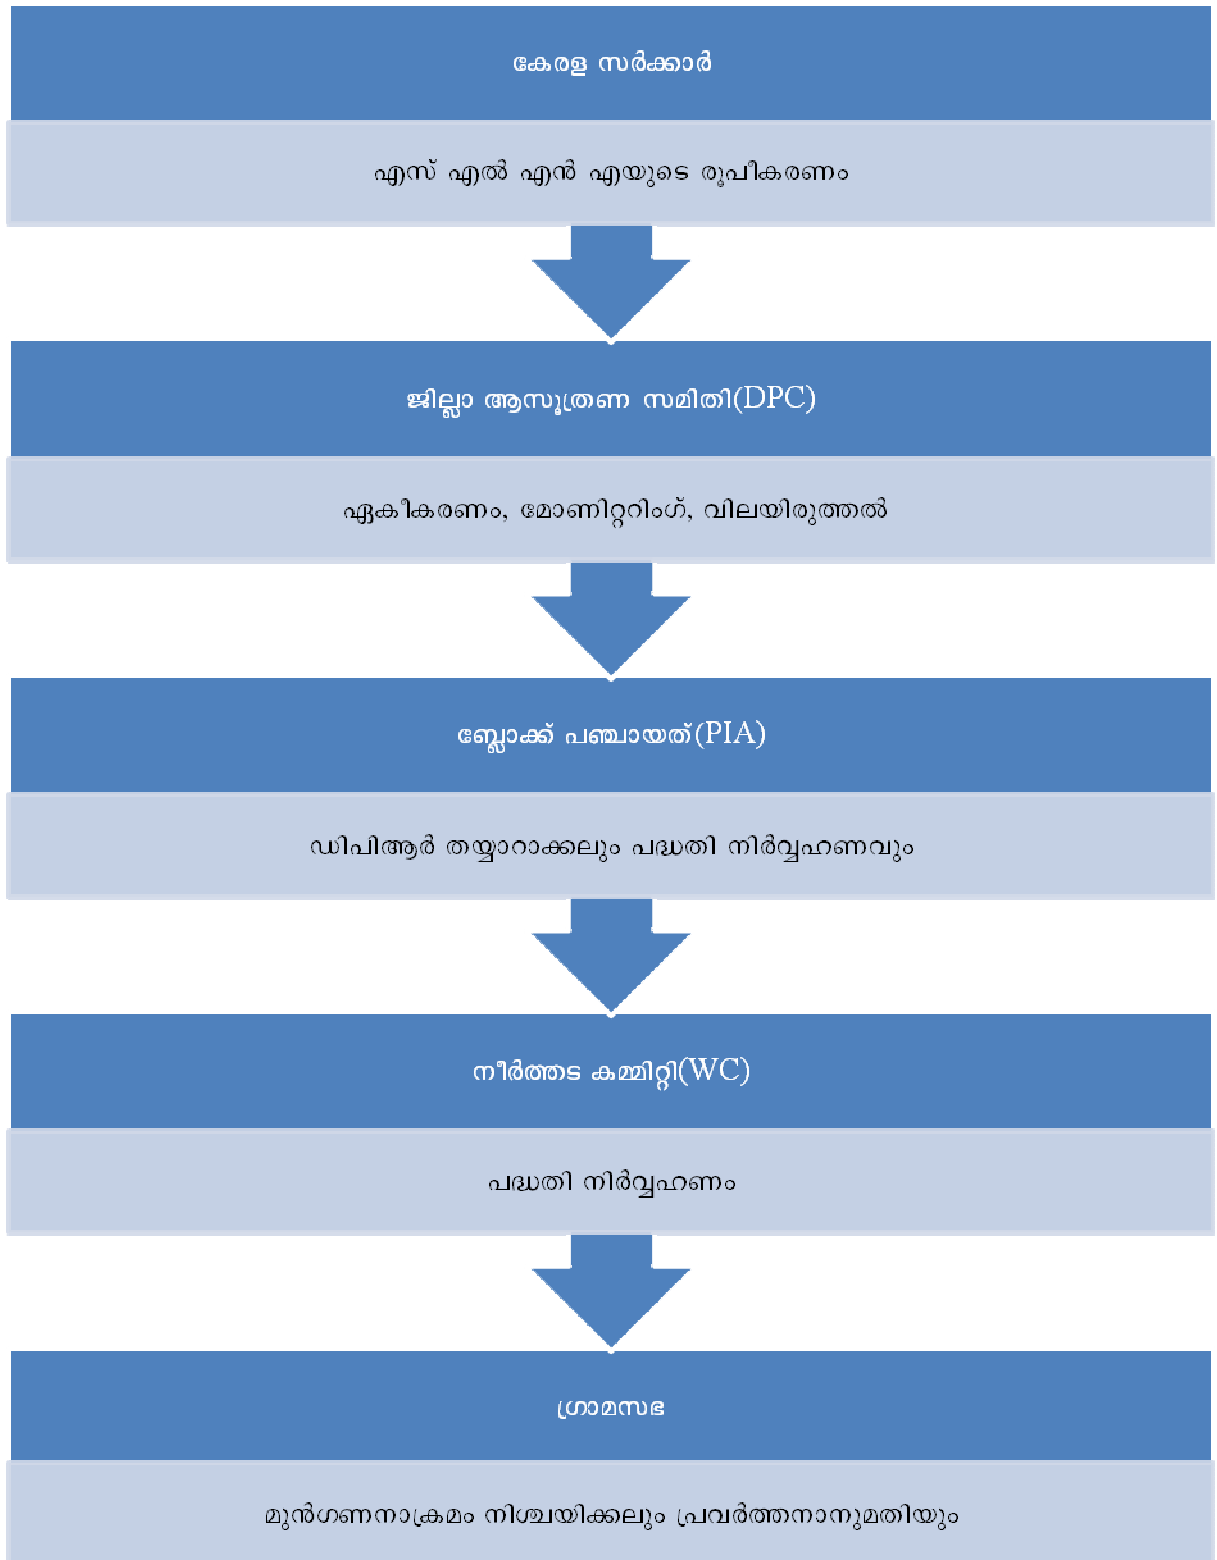 കേരള സർക്കാർ
എസ് എൽ എൻ എയുടെ രൂപീകരണം
ജില്ലാ ആസൂത്രണ സമിതി(DPC)
ഏകീകരണം, മോണിറ്ററിംഗ്, വിലയിരുത്തൽ
ബ്ലോക്ക് പഞ്ചായത്(PIA)
ഡിപിആർ തയ്യാറാക്കലും പദ്ധതി നിർവ്വഹണവും
നീർത്തട കമ്മിറ്റി(WC)
പദ്ധതി നിർവ്വഹണം
ഗ്രാമസഭ
മുൻഗണനാക്രമം നിശ്ചയിക്കലും പ്രവർത്തനാനുമതിയും